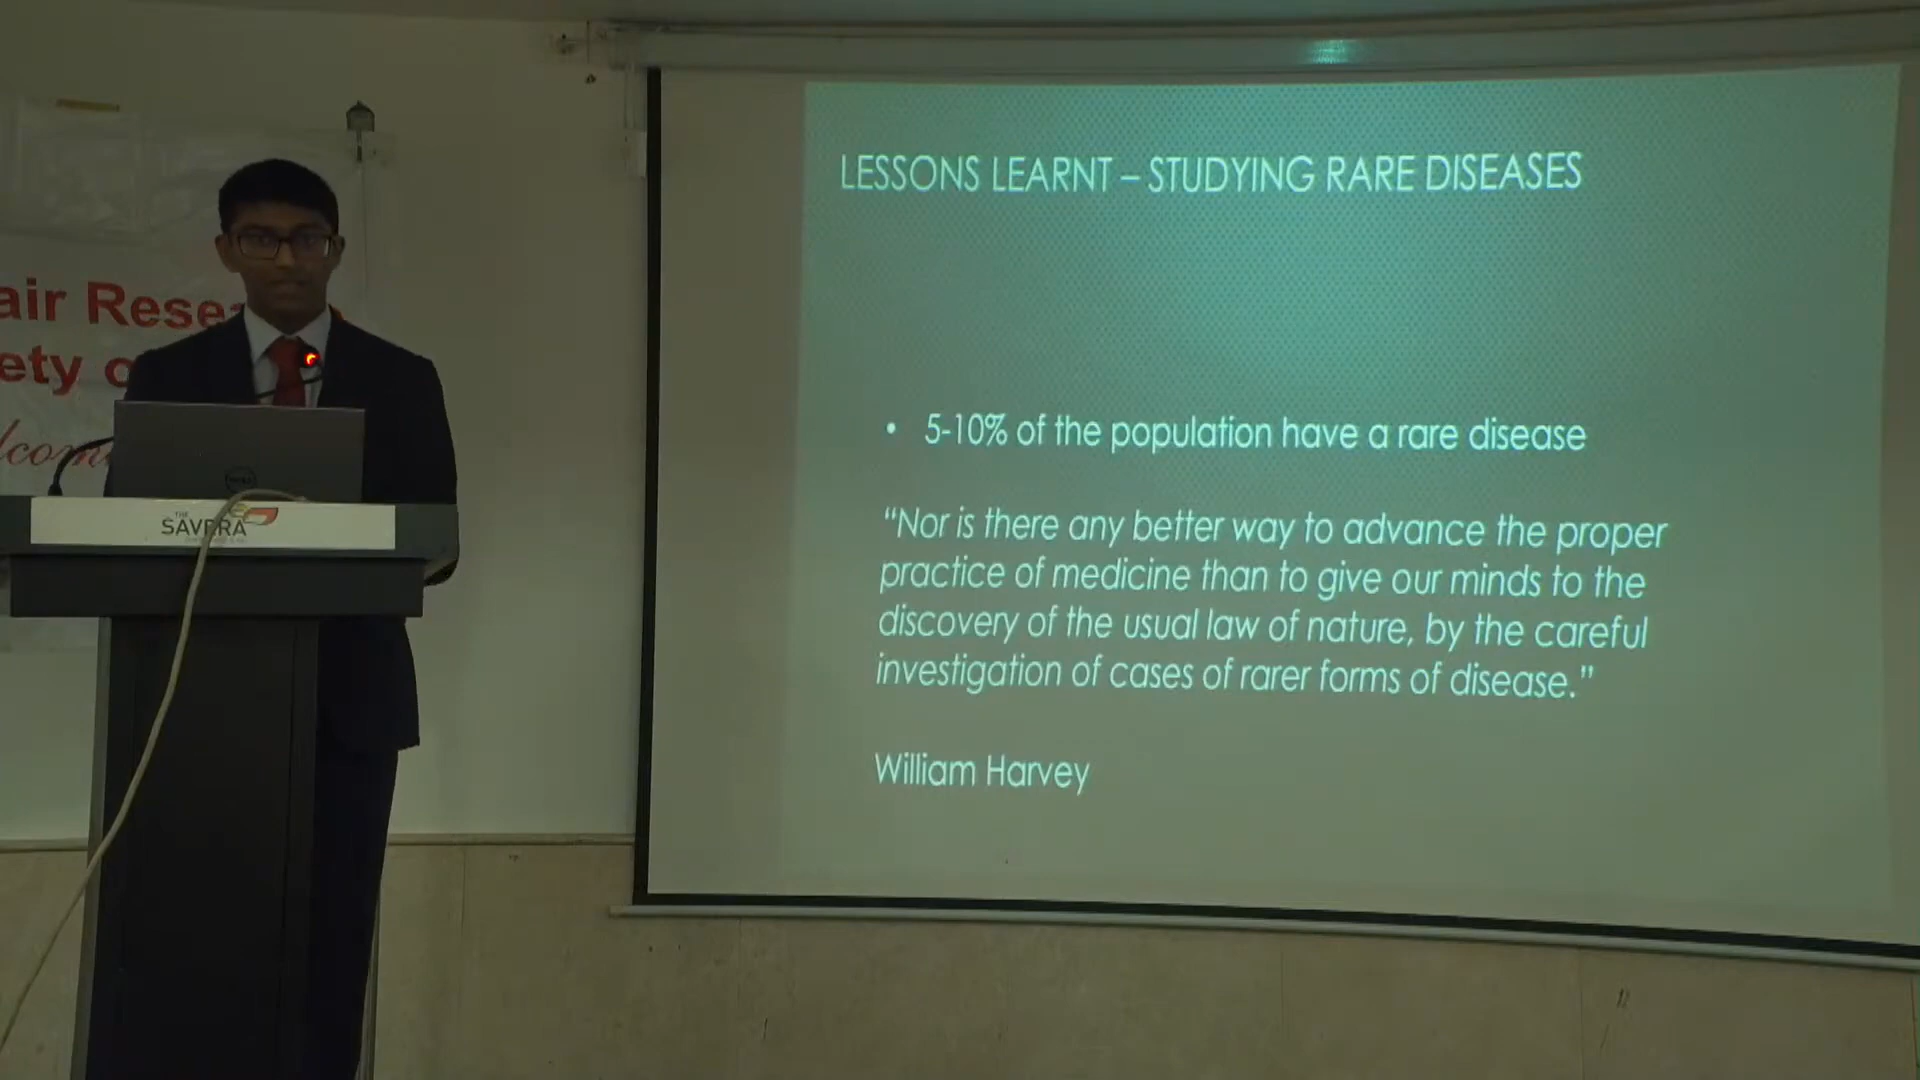 LESSONS LEARNT – STUDYING RARE DISEASES
• 5-10% of the population have a rare disease
“Nor is there any better way to advance the proper
practice of medicine than to give our minds to the
discovery of the usual law of nature, by the careful
investigation of cases of rarer forms of disease.”
William Harvey
air Resea
ety o
lcom
THE
SAVERA
DELL